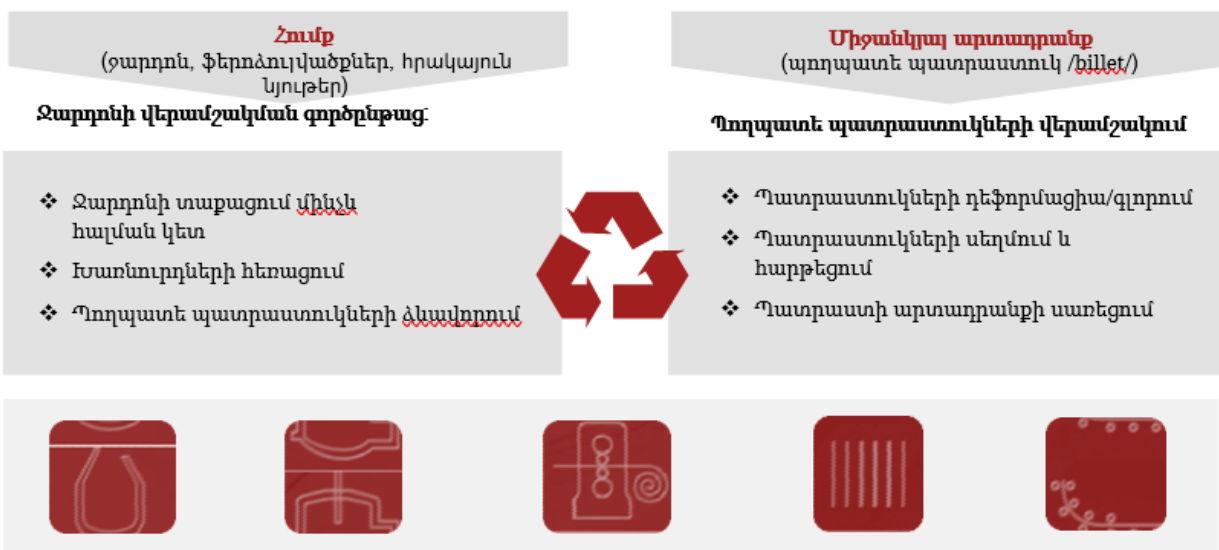 Հումք
(ջարդոն, ֆերոձուլվածքներ, հրակայուն
նյութեր)
Ջարդոնի վերամշակման գործընթաց:
❖ Ջարդոնի տաքացում մինչև
հալման կետ
❖ Խառնուրդների հեռացում
❖ Պողպատե պատրաստուկների ձևավորում
Միջանկյալ արտադրանք
(պողպատե պատրաստուկ /billet/)
Պողպատե պատրաստուկների վերամշակում
❖ Պատրաստուկների դեֆորմացիա/գլորում
❖ Պատրաստուկների սեղմում և
հարթեցում
❖ Պատրաստի արտադրանքի սառեցում